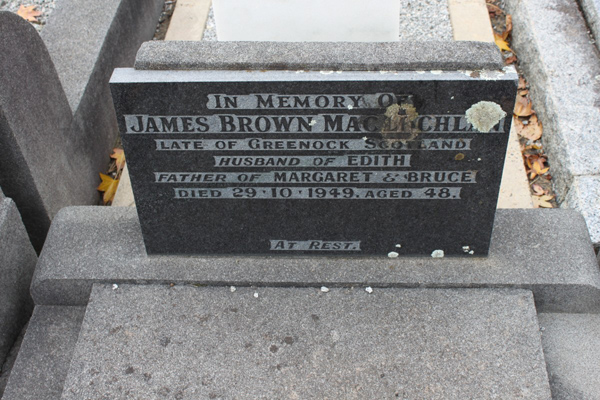 IN MEMORY OF
JAMES BROWN MACLACHLAN
LATE OF GREENOCK SCOTLAND
HUSBAND OF EDITH
FATHER OF MARGARET & BRUCE
DIED 29·10·1949. AGED 48.
AT REST.